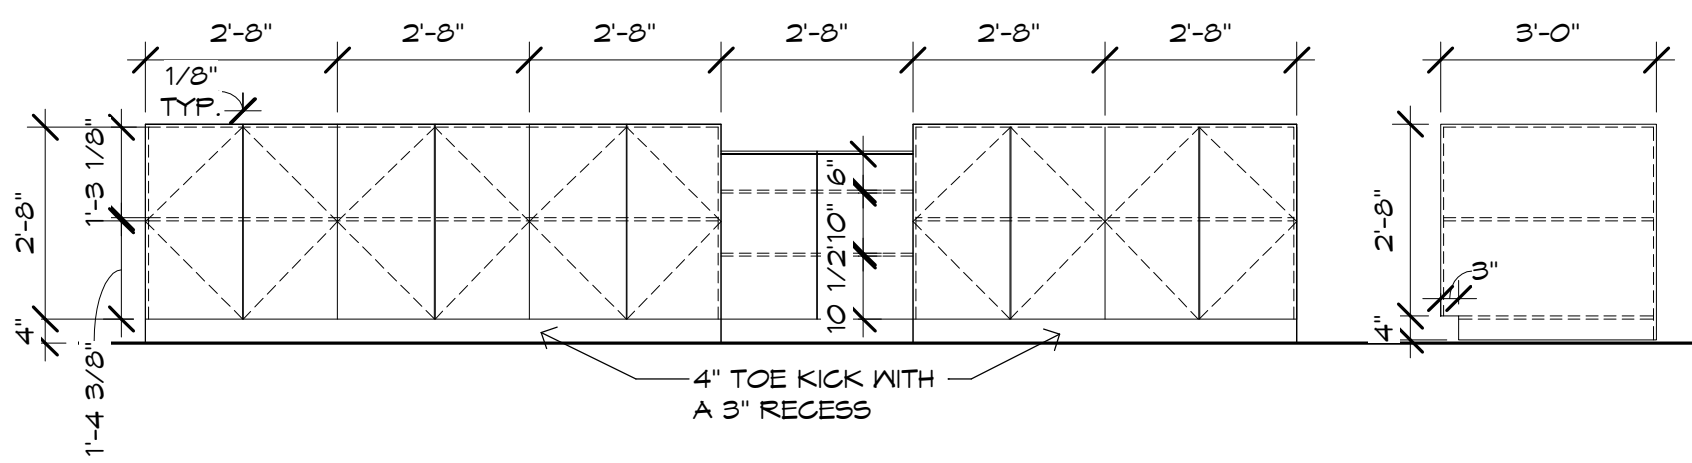 2'-8" 2'-8" 2'-8" 2'-8" 2'-8" 2'-8" 3'-0"
1/8"
TYP.
1'-3 1/8"
2'-8"
4"
1'-4 3/8"
6"
10"
10 1/2"
2'-8"
3"
4"
4" TOE KICK WITH
A 3" RECESS